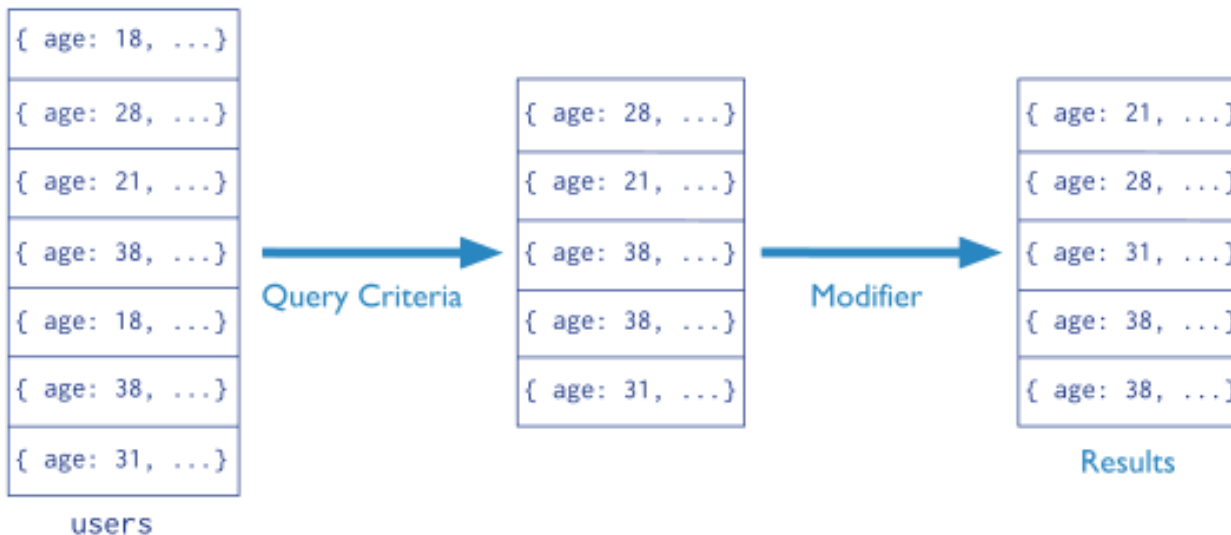 { age: 18, ...}
{ age: 28, ...}
{ age: 21, ...}
{ age: 38, ...}
{ age: 18, ...}
{ age: 38, ...}
{ age: 31, ...}
users
Query Criteria
{ age: 28, ...}
{ age: 21, ...}
{ age: 38, ...}
{ age: 38, ...}
{ age: 31, ...}
Modifier
{ age: 21, ...}
{ age: 28, ...}
{ age: 31, ...}
{ age: 38, ...}
{ age: 38, ...}
Results